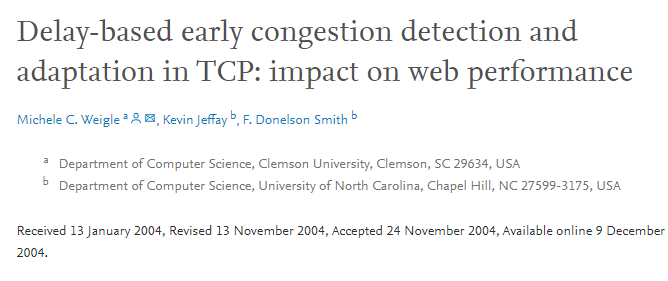 Delay-based early congestion detection and
adaptation in TCP: impact on web performance
Michele C. Weigle a, Kevin Jeffay b, F. Donelson Smith b
a Department of Computer Science, Clemson University, Clemson, SC 29634, USA
b Department of Computer Science, University of North Carolina, Chapel Hill, NC 27599-3175, USA
Received 13 January 2004, Revised 13 November 2004, Accepted 24 November 2004, Available online 9 December
2004.